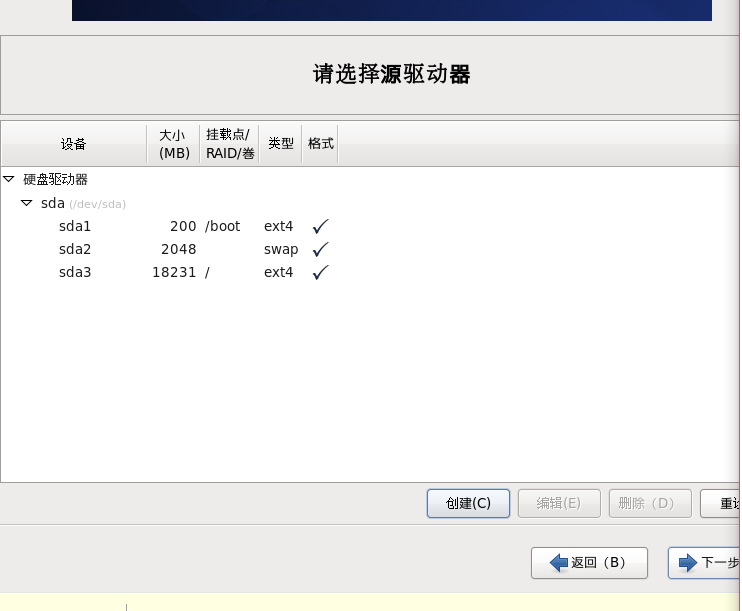 请选择源驱动器
设备 大小 (MB) 挂载点/ RAID/卷 类型 格式
硬盘驱动器
sda (/dev/sda)
sda1 200 /boot ext4
sda2 2048 swap
sda3 18231 / ext4
创建(C) 编辑(E) 删除（D） 重
返回（B） 下一步